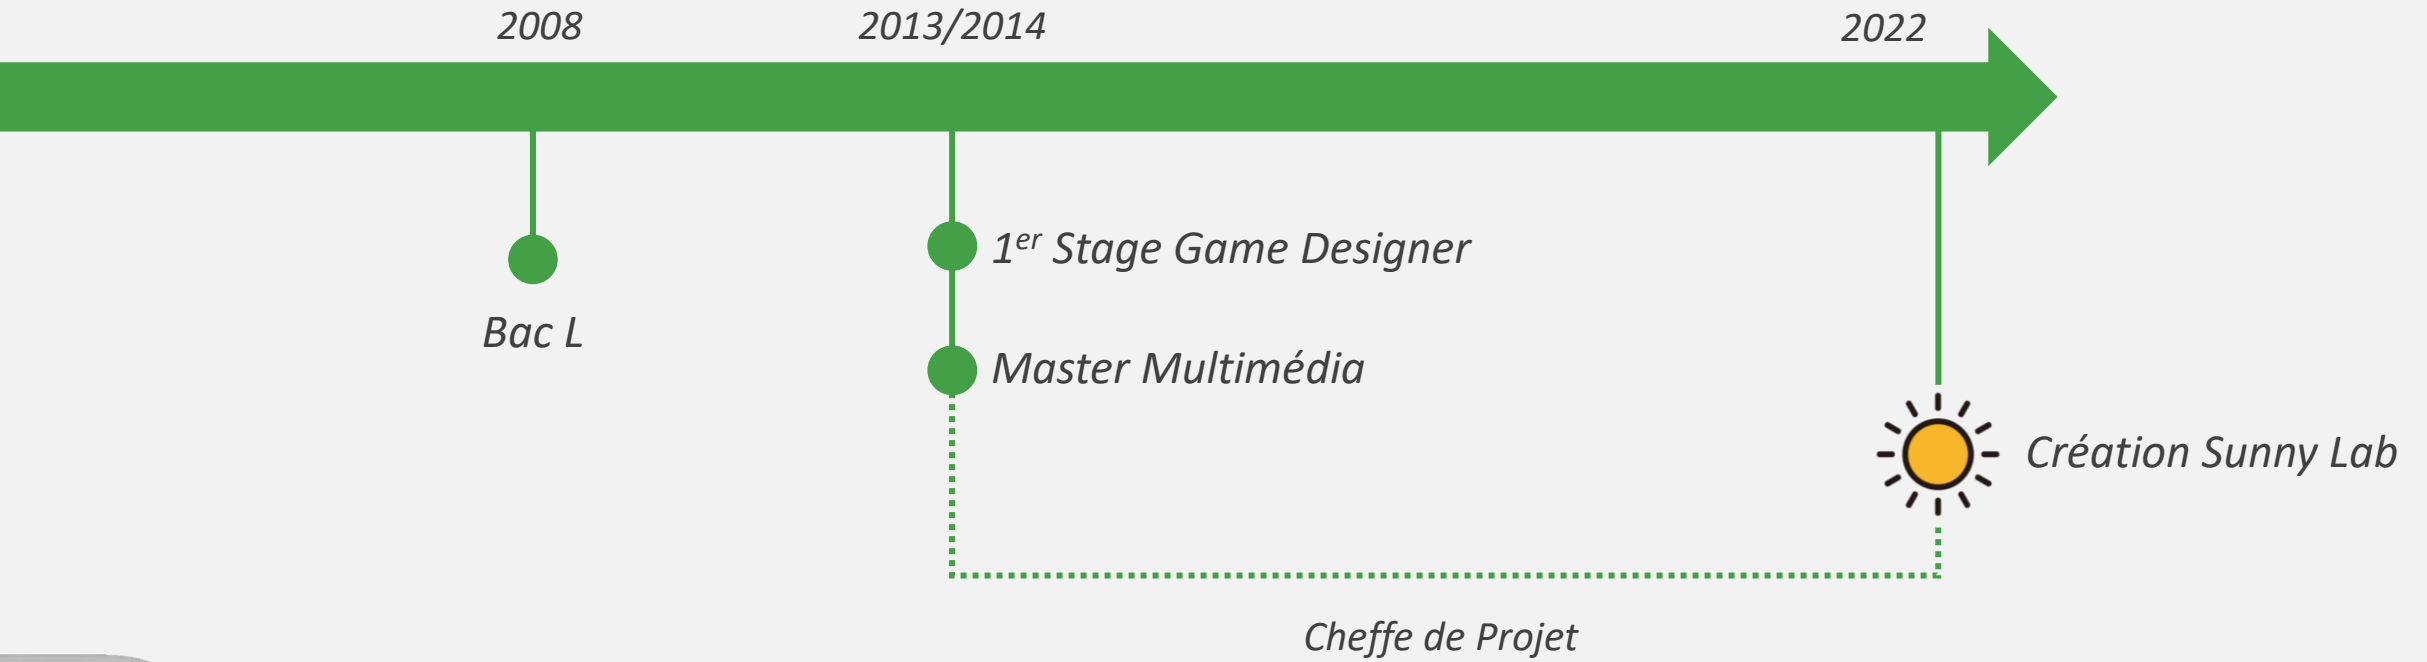 2008
2013/2014
2022
1er Stage Game Designer
Bac L
Master Multimédia
Création Sunny Lab
Cheffe de Projet